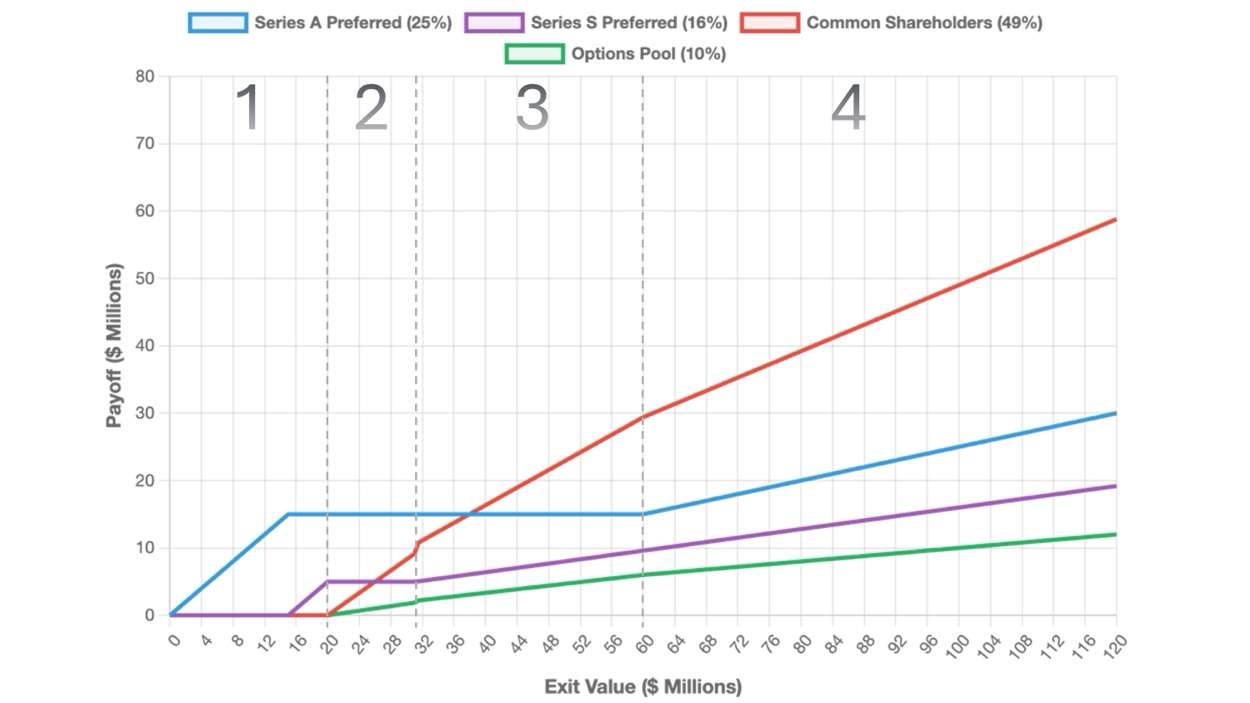 Series A Preferred (25%) Series S Preferred (16%) Common Shareholders (49%)
Options Pool (10%)
1 2 3 4
80
70
60
50
40
30
20
10
0
Payoff ($ Millions)
0 4 8 12 16 20 24 28 32 36 40 44 48 52 56 60 64 68 72 76 80 84 88 92 96 100 104 108 112 116 120
Exit Value ($ Millions)